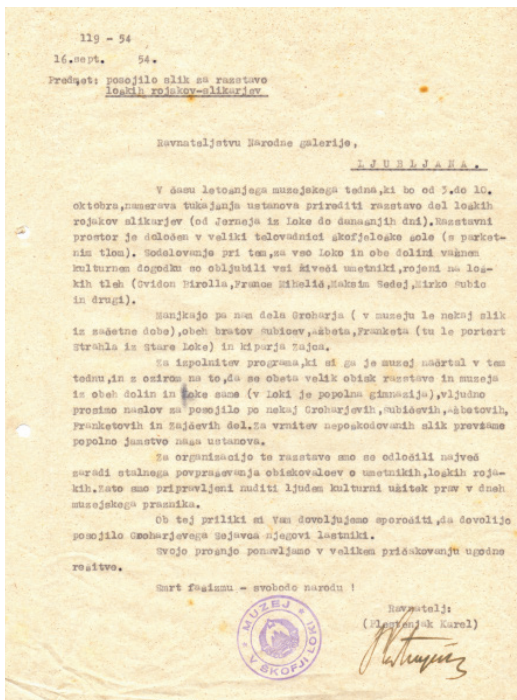 119 - 54
16.sept. 54.
Predmet: posojilo slik za razstavo
loških rojakov-slikarjev
Ravnateljstvu Narodne galerije,
LJUBLJANA.
V času letošnjega muzejskega tedna,ki bo od 3.do 10.
oktobra,namerava tukajšnja ustanova prirediti razstavo del loških
rojakov slikarjev (od Jerneja iz Loke do današnjih dni).Razstavni
prostor je določen v veliki telovadnici škofjeloške šole (s parket-
nim tlom). Sodelovanje pri tem,za vso Loko in obe dolini važnem
kulturnem dogodku so obljubili vsi živeči umetniki,rojeni na loš-
kih tleh (Gvidon Birolla,France Mihelič,Maksim Sedej,Mirko Šubic
in drugi).
Manjkajo pa nam dela Groharja ( v muzeju le nekaj slik
iz začetne dobe),obeh bratov Šubicev,Ažbeta,Franketa (tu le portert
Strahla iz Stare Loke) in kiparja Zajca.
Za izpolnitev programa,ki si ga je muzej načrtal v tem
tednu,in z ozirom na to,da se obeta velik obisk razstave in muzeja
iz obeh dolin in Loke same (v Loki je popolna gimnazija),vljudno
prosimo naslov za posojilo po nekaj Groharjevih,Šubičevih,Ažbetovih,
Franketovih in Zajčevih del.Za vrnitev nepoškodovanih slik prevzame
popolno jamstvo naša ustanova.
Za organizacijo te razstave smo se odločili največ
zaradi stalnega povpraševanja obiskovalcev o umetnikih,loških roja-
kih.Zato smo pripravljeni nuditi ljudem kulturni užitek prav v dneh
muzejskega praznika.
Ob tej priliki si Vam dovoljujemo sporočiti,da dovolijo
posojilo Groharjevega Sejavca njegovi lastniki.
Svojo prošnjo ponavljamo v velikem pričakovanju ugodne
rešitve.
Smrt fašizmu - svobodo narodu !
Ravnatelj:
(Plestenjak Karel)
MUZEJ
V ŠKOFJI LOKI